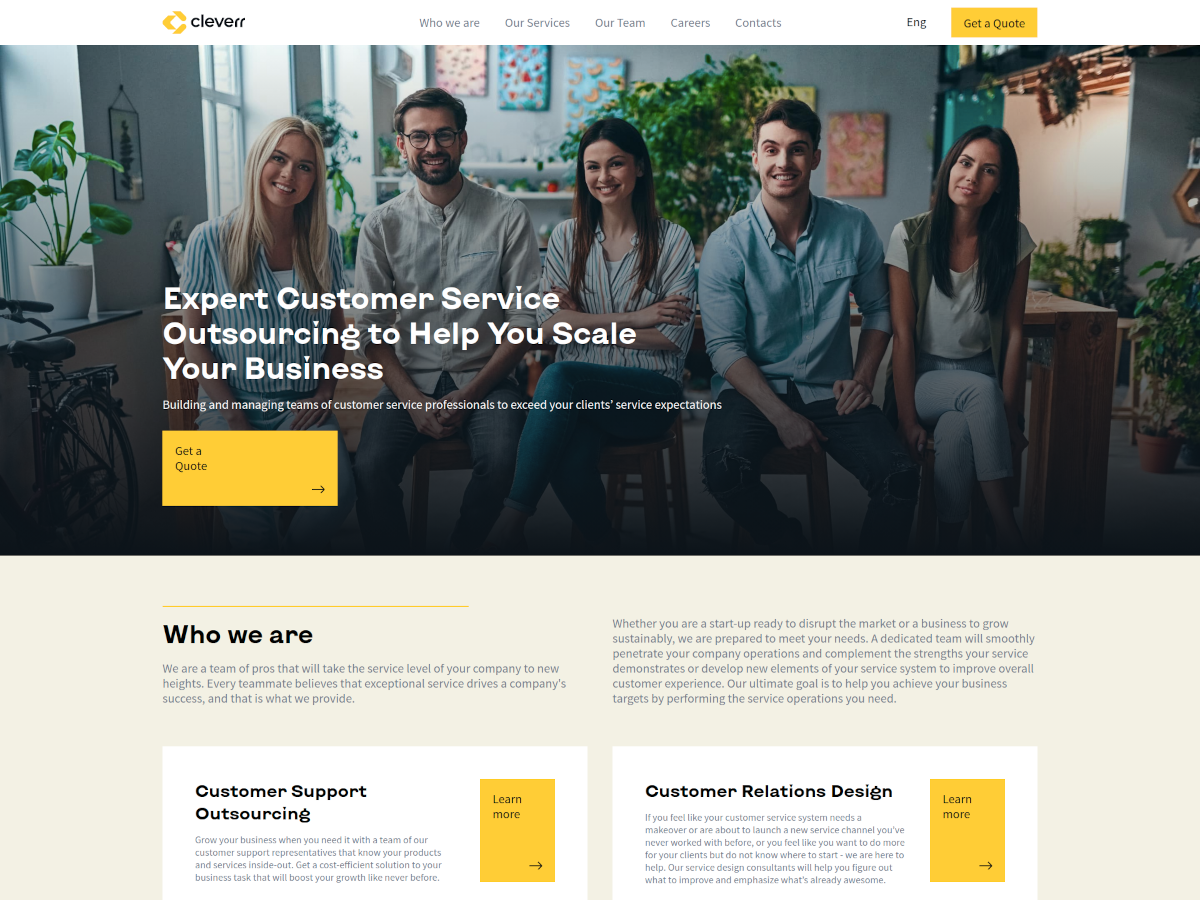 cleverr
Who we are
Our Services
Our Team
Careers
Contacts
Eng
Get a Quote
Expert Customer Service
Outsourcing to Help You Scale
Your Business
Building and managing teams of customer service professionals to exceed your clients’ service expectations
Get a
Quote
Who we are
We are a team of pros that will take the service level of your company to new
heights. Every teammate believes that exceptional service drives a company's
success, and that is what we provide.
Whether you are a start-up ready to disrupt the market or a business to grow
sustainably, we are prepared to meet your needs. A dedicated team will smoothly
penetrate your company operations and complement the strengths your service
demonstrates or develop new elements of your service system to improve overall
customer experience. Our ultimate goal is to help you achieve your business
targets by performing the service operations you need.
Customer Support
Outsourcing
Grow your business when you need it with a team of our
customer support representatives that know your products
and services inside-out. Get a cost-efficient solution to your
business task that will boost your growth like never before.
Learn
more
Customer Relations Design
If you feel like your customer service system needs a
makeover or are about to launch a new service channel you've
never worked with before, or you feel like you want to do more
for your clients but do not know where to start - we are here to
help. Our service design consultants will help you figure out
what to improve and emphasize what's already awesome.
Learn
more